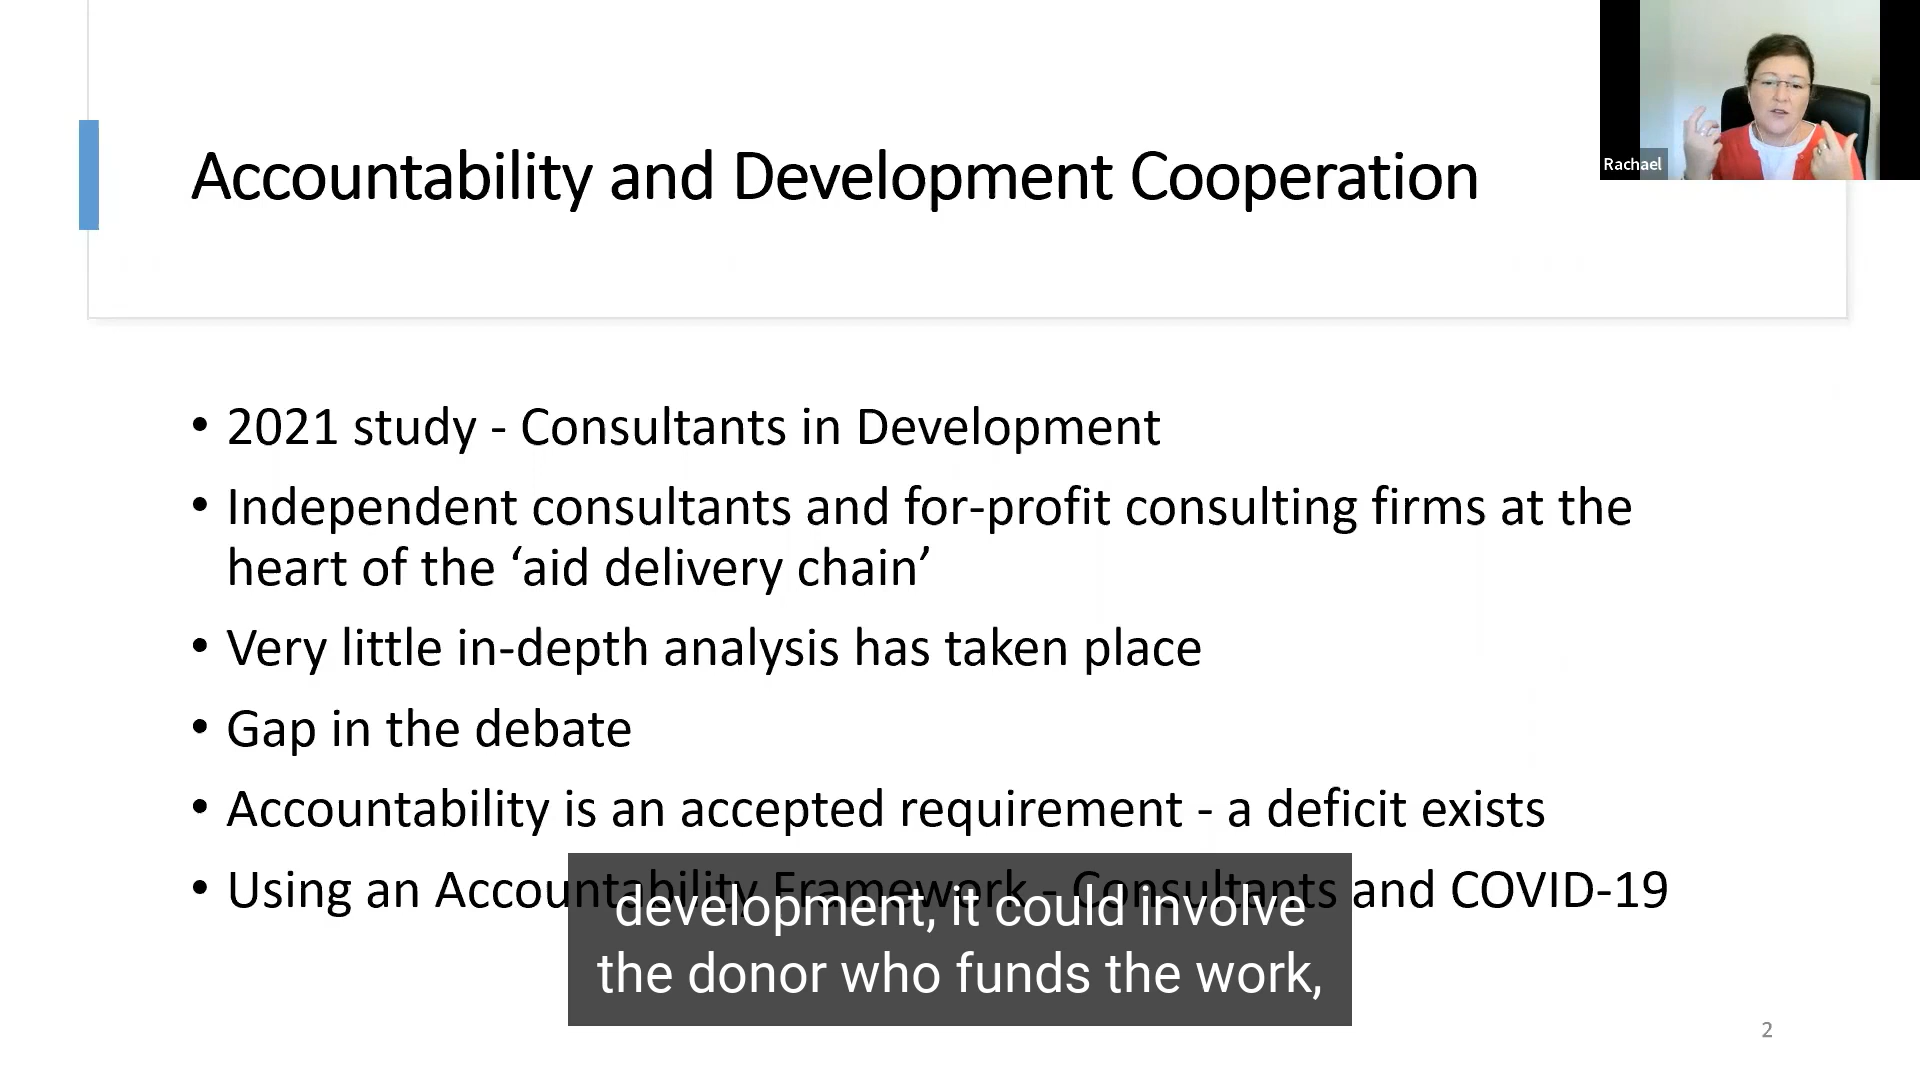 Rachael
Accountability and Development Cooperation
• 2021 study - Consultants in Development
• Independent consultants and for-profit consulting firms at the
heart of the ‘aid delivery chain’
• Very little in-depth analysis has taken place
• Gap in the debate
• Accountability is an accepted requirement - a deficit exists
• Using an Accountability Framework - Consultants and COVID-19
development, it could involve
the donor who funds the work,
2